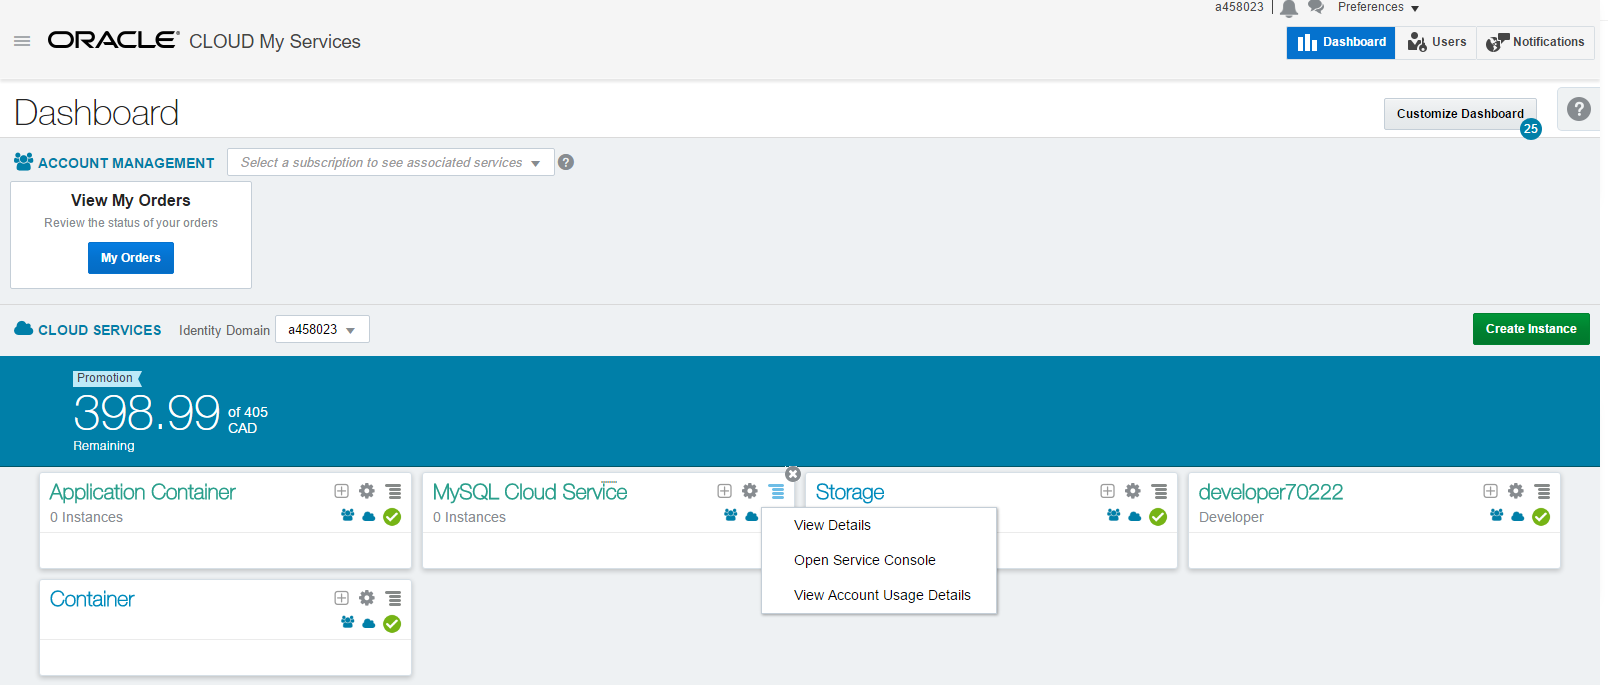 a458023 Preferences
ORACLE CLOUD My Services
Dashboard Users Notifications
Dashboard
Customize Dashboard
25
?
ACCOUNT MANAGEMENT Select a subscription to see associated services ?
View My Orders
Review the status of your orders
My Orders
CLOUD SERVICES Identity Domain a458023 Create Instance
Promotion
398.99 of 405 CAD
Remaining
Application Container
0 Instances
MySQL Cloud Service
0 Instances
Storage
developer70222
Developer
View Details
Open Service Console
View Account Usage Details
Container